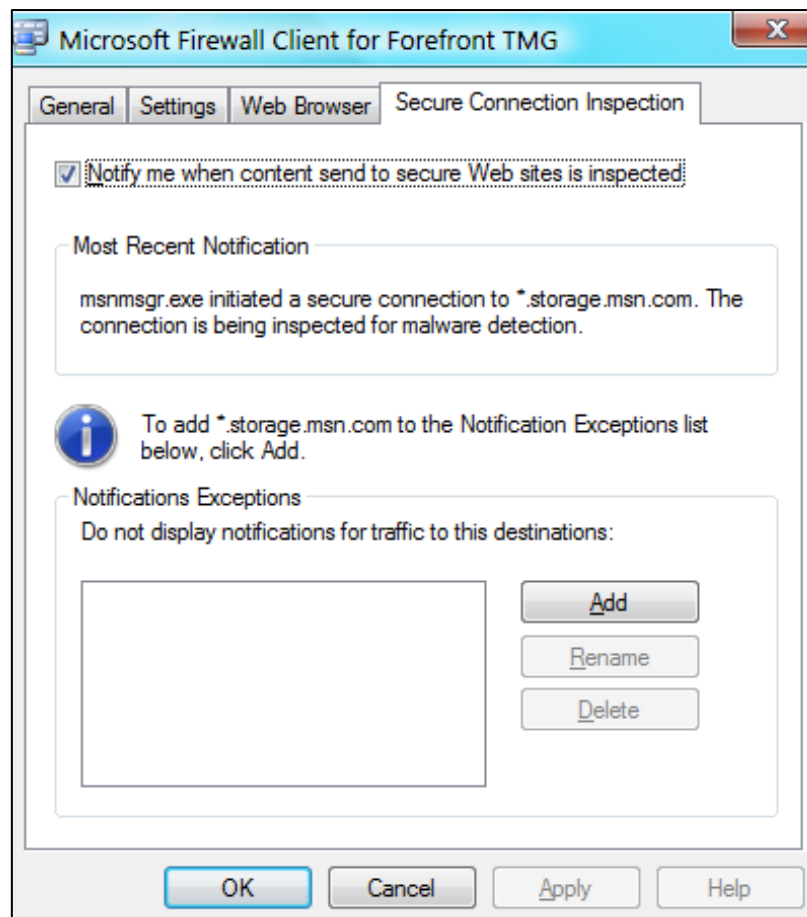 Microsoft Firewall Client for Forefront TMG
General Settings Web Browser Secure Connection Inspection
Notify me when content send to secure Web sites is inspected
Most Recent Notification
msnmsgr.exe initiated a secure connection to *.storage.msn.com. The
connection is being inspected for malware detection.
To add *.storage.msn.com to the Notification Exceptions list
below, click Add.
Notifications Exceptions
Do not display notifications for traffic to this destinations:
Add
Rename
Delete
OK Cancel Apply Help